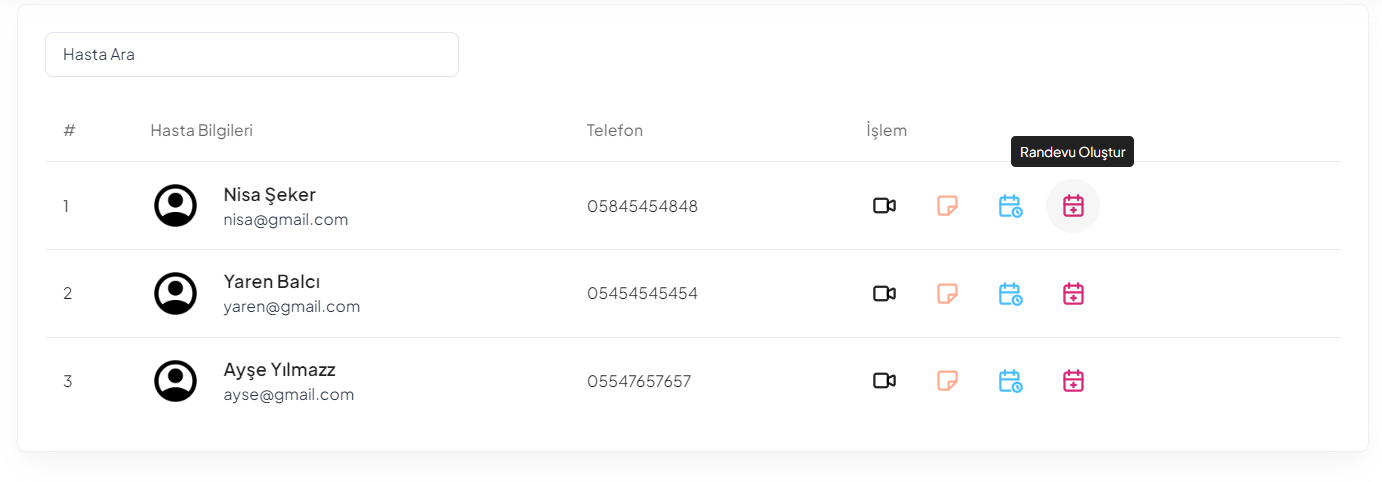 Hasta Ara
# Hasta Bilgileri Telefon İşlem
Randevu Oluştur
1 Nisa Şeker 05845454848
nisa@gmail.com
2 Yaren Balcı 05454545454
yaren@gmail.com
3 Ayşe Yılmazz 05547657657
ayse@gmail.com